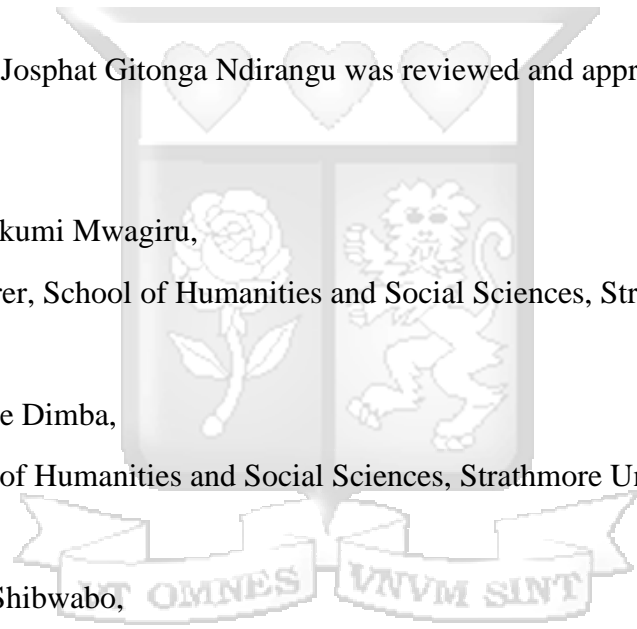 Josphat Gitonga Ndirangu was reviewed and appr
kumi Mwagiru,
rer, School of Humanities and Social Sciences, Str
e Dimba,
of Humanities and Social Sciences, Strathmore Un
Shibwabo,
UT OMNES VNVM SINT